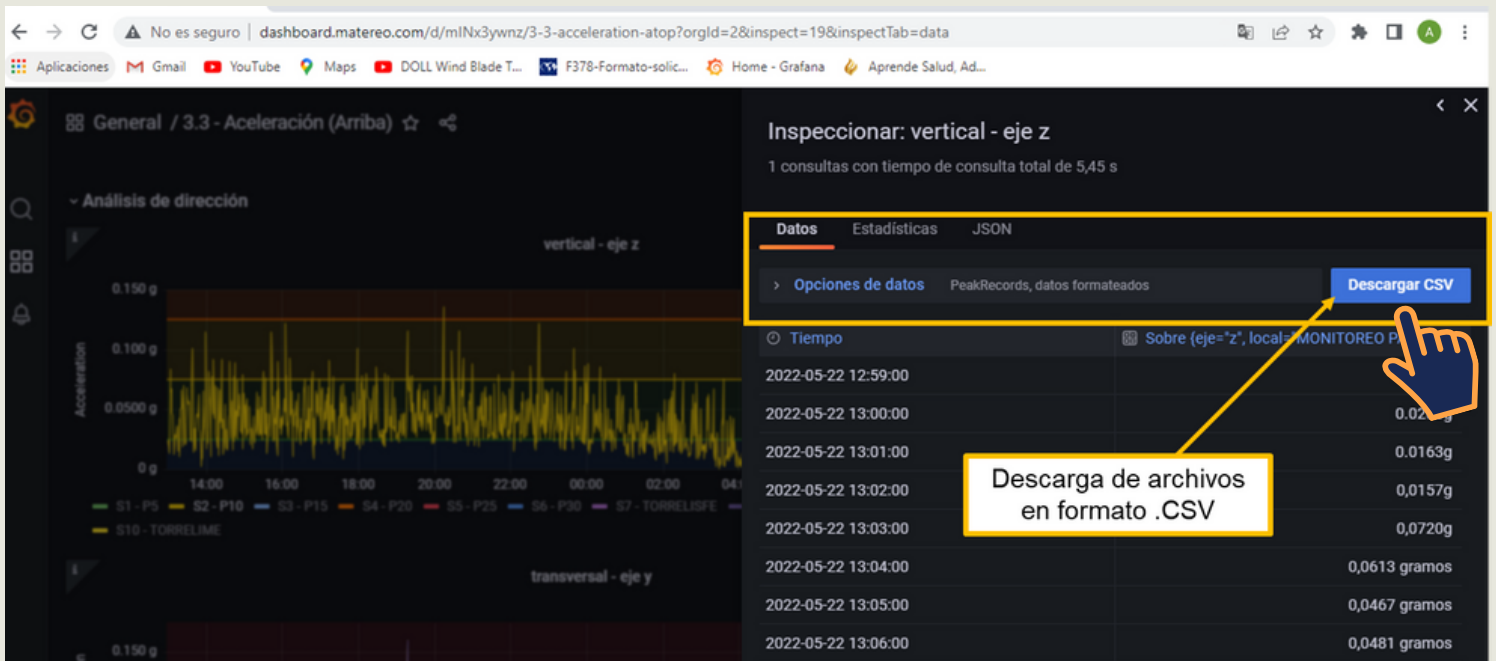 No es seguro | dashboard.matereo.com/d/mINx3ywnz/3-3-acceleration-atop?orgId=2&inspect=19&inspectTab=data
A
Aplicaciones Gmail YouTube Maps DOLL Wind Blade T... F378-Formato-solic... Home - Grafana Aprende Salud, Ad...
General / 3.3 - Aceleración (Arriba)
Análisis de dirección
vertical - eje z
0.150 g
0.100 g
0.0500 g
0 g
Acceleration
14:00 16:00 18:00 20:00 22:00 00:00 02:00 04:
S1 - P5 S2 - P10 S3 - P15 S4 - P20 S5 - P25 S6 - P30 S7 - TORRELISFE
S10 - TORRELIME
transversal - eje y
0.150 g
Inspeccionar: vertical - eje z
1 consultas con tiempo de consulta total de 5,45 s
Datos Estadísticas JSON
Opciones de datos PeakRecords, datos formateados Descargar CSV
Tiempo Sobre {eje="z", local="MONITOREO
2022-05-22 12:59:00
2022-05-22 13:00:00
2022-05-22 13:01:00 0.0163g
2022-05-22 13:02:00 0,0157g
2022-05-22 13:03:00 0,0720g
2022-05-22 13:04:00 0,0613 gramos
2022-05-22 13:05:00 0,0467 gramos
2022-05-22 13:06:00 0,0481 gramos
Descarga de archivos
en formato .CSV